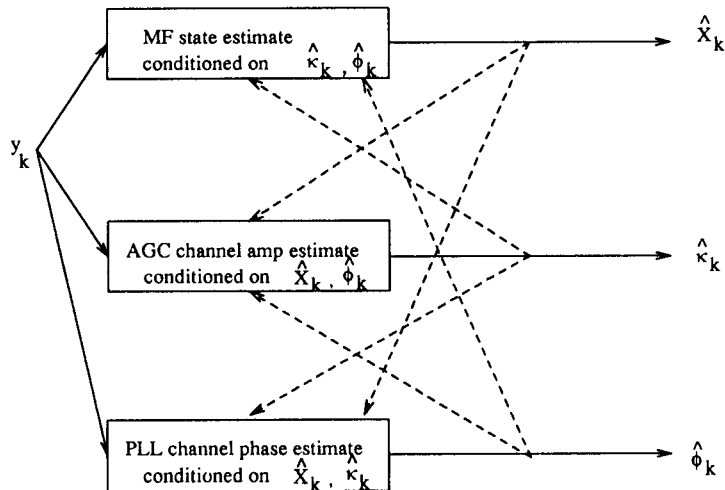 MF state estimate
conditioned on κ̂_k , φ̂_k
X̂_k
y_k
AGC channel amp estimate
conditioned on X̂_k , φ̂_k
κ̂_k
PLL channel phase estimate
conditioned on X̂_k , κ̂_k
φ̂_k